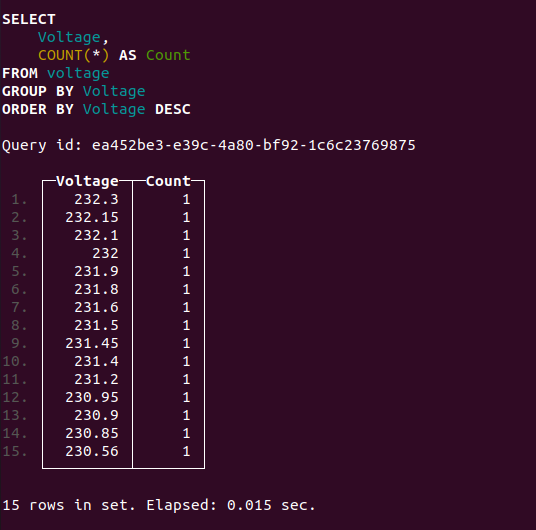 SELECT
    Voltage,
    COUNT(*) AS Count
FROM voltage
GROUP BY Voltage
ORDER BY Voltage DESC
Query id: ea452be3-e39c-4a80-bf92-1c6c23769875
Voltage Count
1. 232.3 1
2. 232.15 1
3. 232.1 1
4. 232 1
5. 231.9 1
6. 231.8 1
7. 231.6 1
8. 231.5 1
9. 231.45 1
10. 231.4 1
11. 231.2 1
12. 230.95 1
13. 230.9 1
14. 230.85 1
15. 230.56 1
15 rows in set. Elapsed: 0.015 sec.